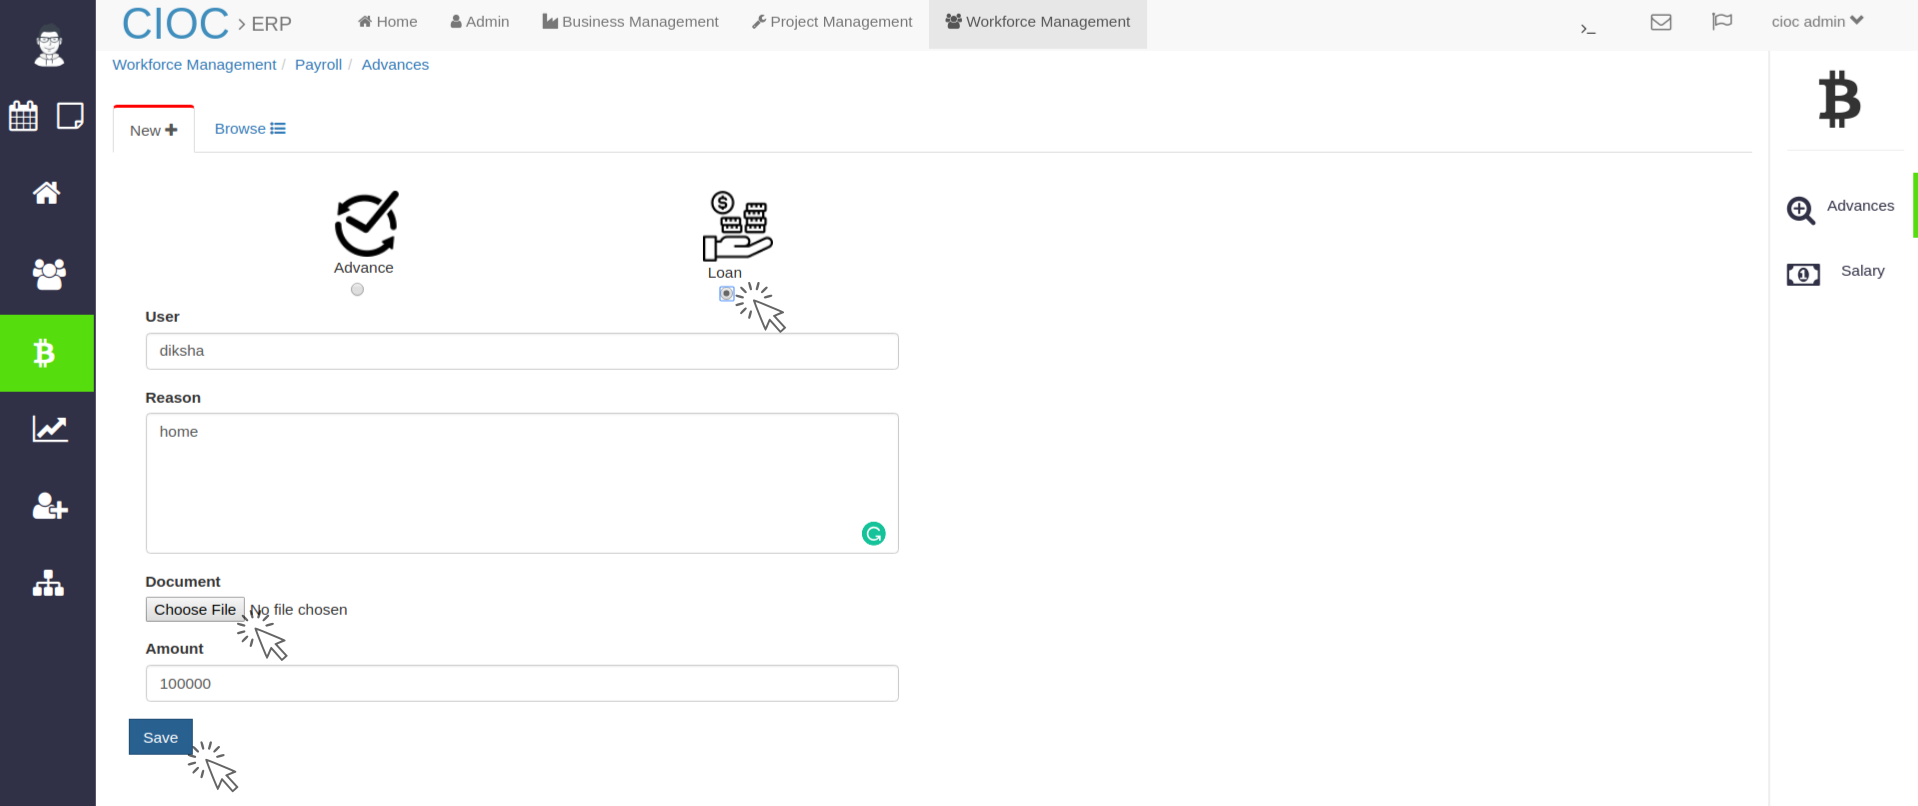 CIOC > ERP Home Admin Business Management Project Management Workforce Management >_ cioc admin
Workforce Management / Payroll / Advances
New Browse
Advance
Loan
User
diksha
Reason
home
Document
Choose File No file chosen
Amount
100000
Save
Advances
Salary